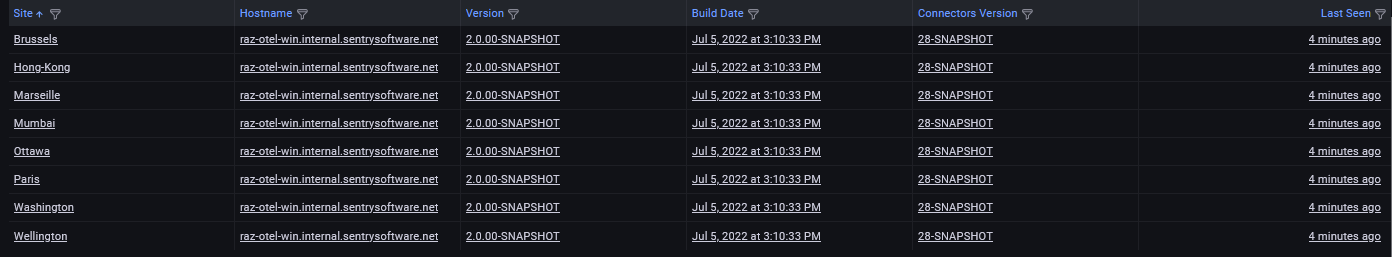 Site Hostname Version Build Date Connectors Version Last Seen
Brussels raz-otel-win.internal.sentrysoftware.net 2.0.00-SNAPSHOT Jul 5, 2022 at 3:10:33 PM 28-SNAPSHOT 4 minutes ago
Hong-Kong raz-otel-win.internal.sentrysoftware.net 2.0.00-SNAPSHOT Jul 5, 2022 at 3:10:33 PM 28-SNAPSHOT 4 minutes ago
Marseille raz-otel-win.internal.sentrysoftware.net 2.0.00-SNAPSHOT Jul 5, 2022 at 3:10:33 PM 28-SNAPSHOT 4 minutes ago
Mumbai raz-otel-win.internal.sentrysoftware.net 2.0.00-SNAPSHOT Jul 5, 2022 at 3:10:33 PM 28-SNAPSHOT 4 minutes ago
Ottawa raz-otel-win.internal.sentrysoftware.net 2.0.00-SNAPSHOT Jul 5, 2022 at 3:10:33 PM 28-SNAPSHOT 4 minutes ago
Paris raz-otel-win.internal.sentrysoftware.net 2.0.00-SNAPSHOT Jul 5, 2022 at 3:10:33 PM 28-SNAPSHOT 4 minutes ago
Washington raz-otel-win.internal.sentrysoftware.net 2.0.00-SNAPSHOT Jul 5, 2022 at 3:10:33 PM 28-SNAPSHOT 4 minutes ago
Wellington raz-otel-win.internal.sentrysoftware.net 2.0.00-SNAPSHOT Jul 5, 2022 at 3:10:33 PM 28-SNAPSHOT 4 minutes ago